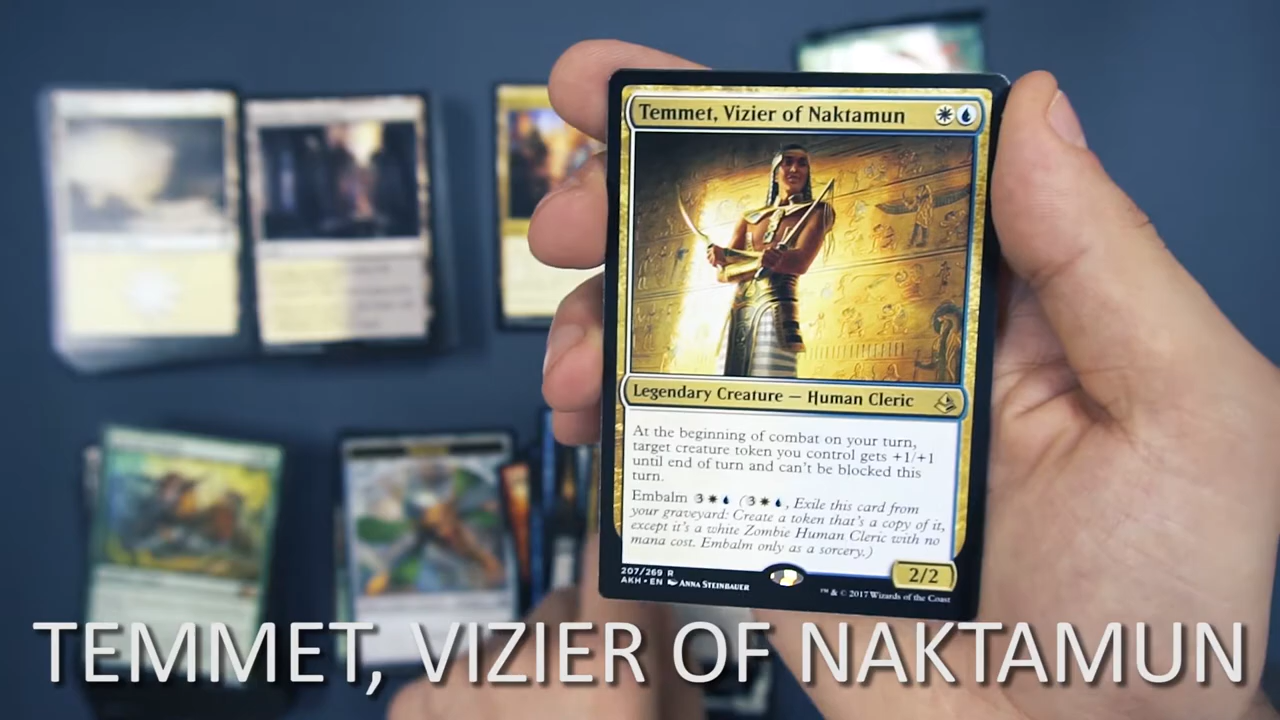 Temmet, Vizier of Naktamun
Legendary Creature — Human Cleric
At the beginning of combat on your turn,
target creature token you control gets +1/+1
until end of turn and can't be blocked this
turn.
Embalm 3 (3, Exile this card from
your graveyard: Create a token that's a copy of it,
except it's a white Zombie Human Cleric with no
mana cost. Embalm only as a sorcery.)
2/2
207/269 R
AKH • EN Anna Steinbauer
™ & © 2017 Wizards of the Coast
TEMMET, VIZIER OF NAKTAMUN